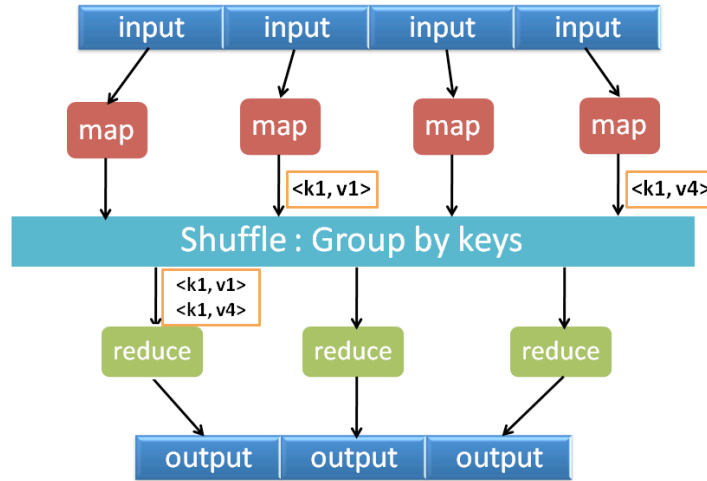 input input input input
map map map map
<k1, v1> <k1, v4>
Shuffle : Group by keys
<k1, v1>
<k1, v4>
reduce reduce reduce
output output output